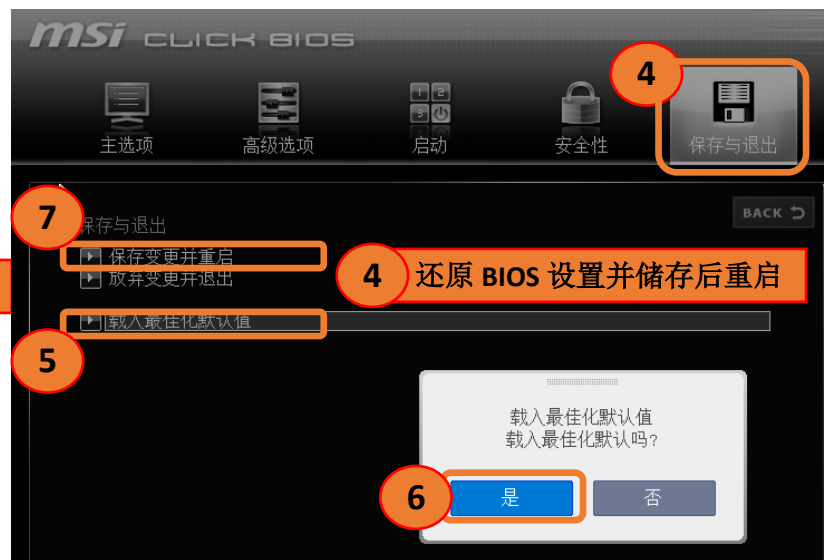 msi CLICK BIOS
4
主选项
高级选项
启动
安全性
保存与退出
BACK
7
保存与退出
保存变更并重启
放弃变更并退出
4 还原 BIOS 设置并储存后重启
载入最佳化默认值
5
载入最佳化默认值
载入最佳化默认吗?
6
是
否